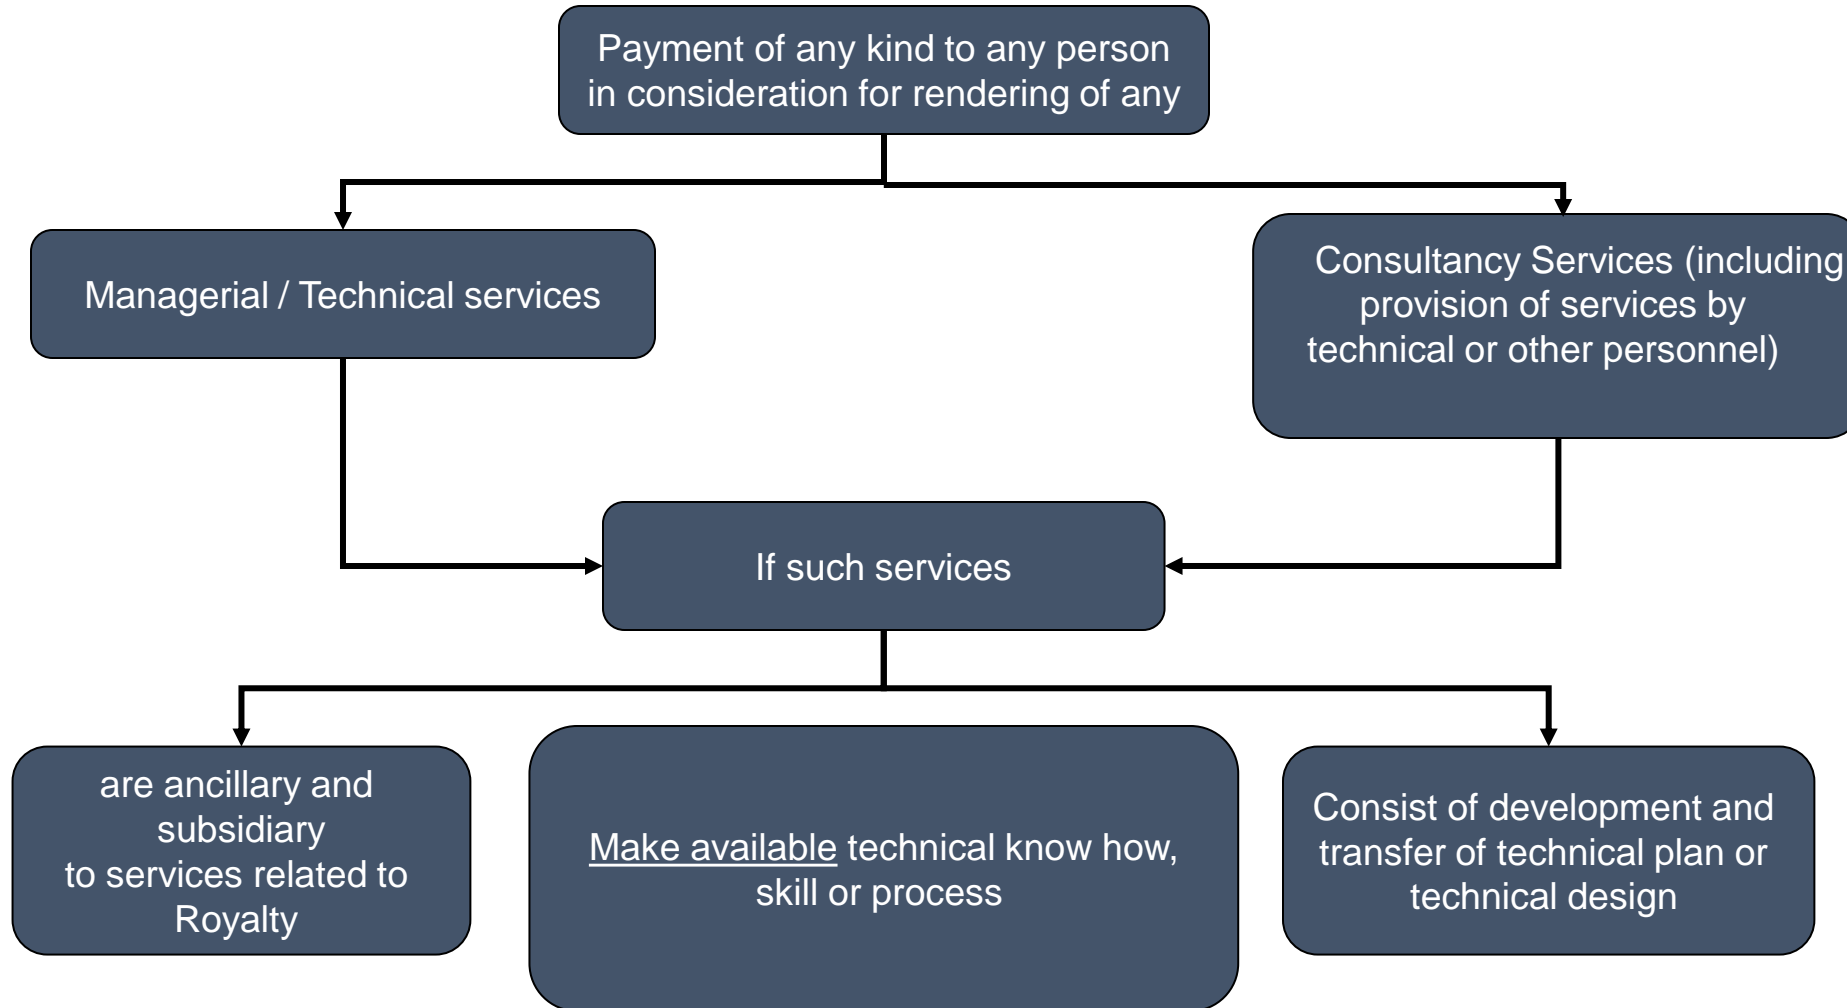 Payment of any kind to any person
in consideration for rendering of any
Managerial / Technical services
Consultancy Services (including
provision of services by
technical or other personnel)
If such services
are ancillary and
subsidiary
to services related to
Royalty
Make available technical know how,
skill or process
Consist of development and
transfer of technical plan or
technical design